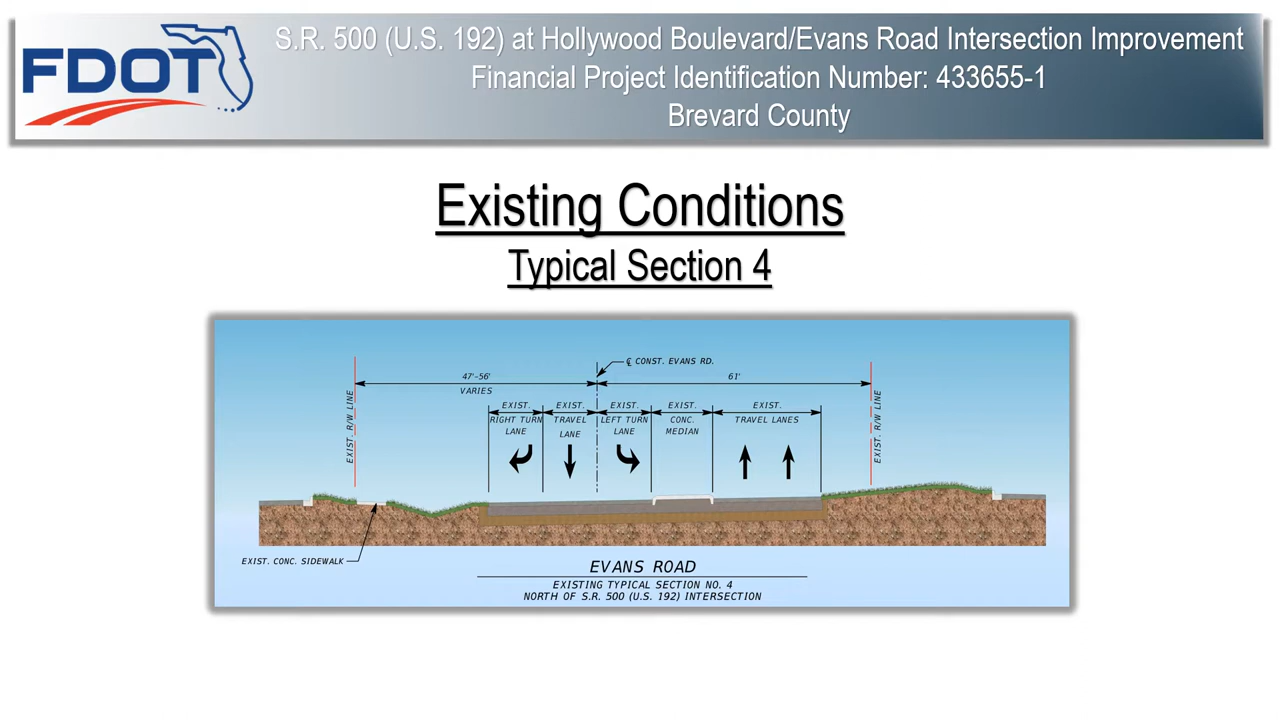 FDOT
S.R. 500 (U.S. 192) at Hollywood Boulevard/Evans Road Intersection Improvement
Financial Project Identification Number: 433655-1
Brevard County
Existing Conditions
Typical Section 4
℄ CONST. EVANS RD.
47'-56'
VARIES
61'
EXIST. R/W LINE
EXIST.
RIGHT TURN
LANE
EXIST.
TRAVEL
LANE
EXIST.
LEFT TURN
LANE
EXIST.
CONC.
MEDIAN
EXIST.
TRAVEL LANES
EXIST. R/W LINE
EXIST. CONC. SIDEWALK
EVANS ROAD
EXISTING TYPICAL SECTION NO. 4
NORTH OF S.R. 500 (U.S. 192) INTERSECTION